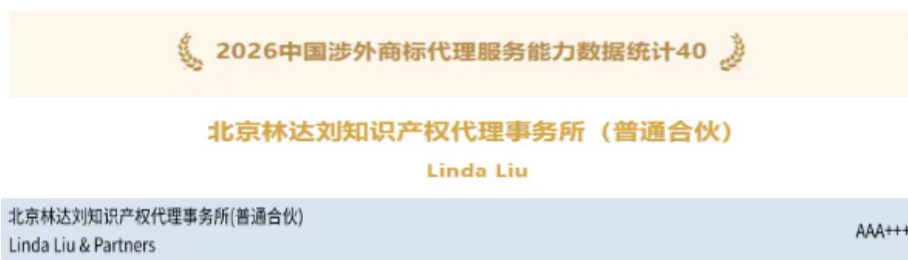 2026中国涉外商标代理服务能力数据统计40
北京林达刘知识产权代理事务所（普通合伙）
Linda Liu
北京林达刘知识产权代理事务所(普通合伙)
Linda Liu & Partners
AAA+++